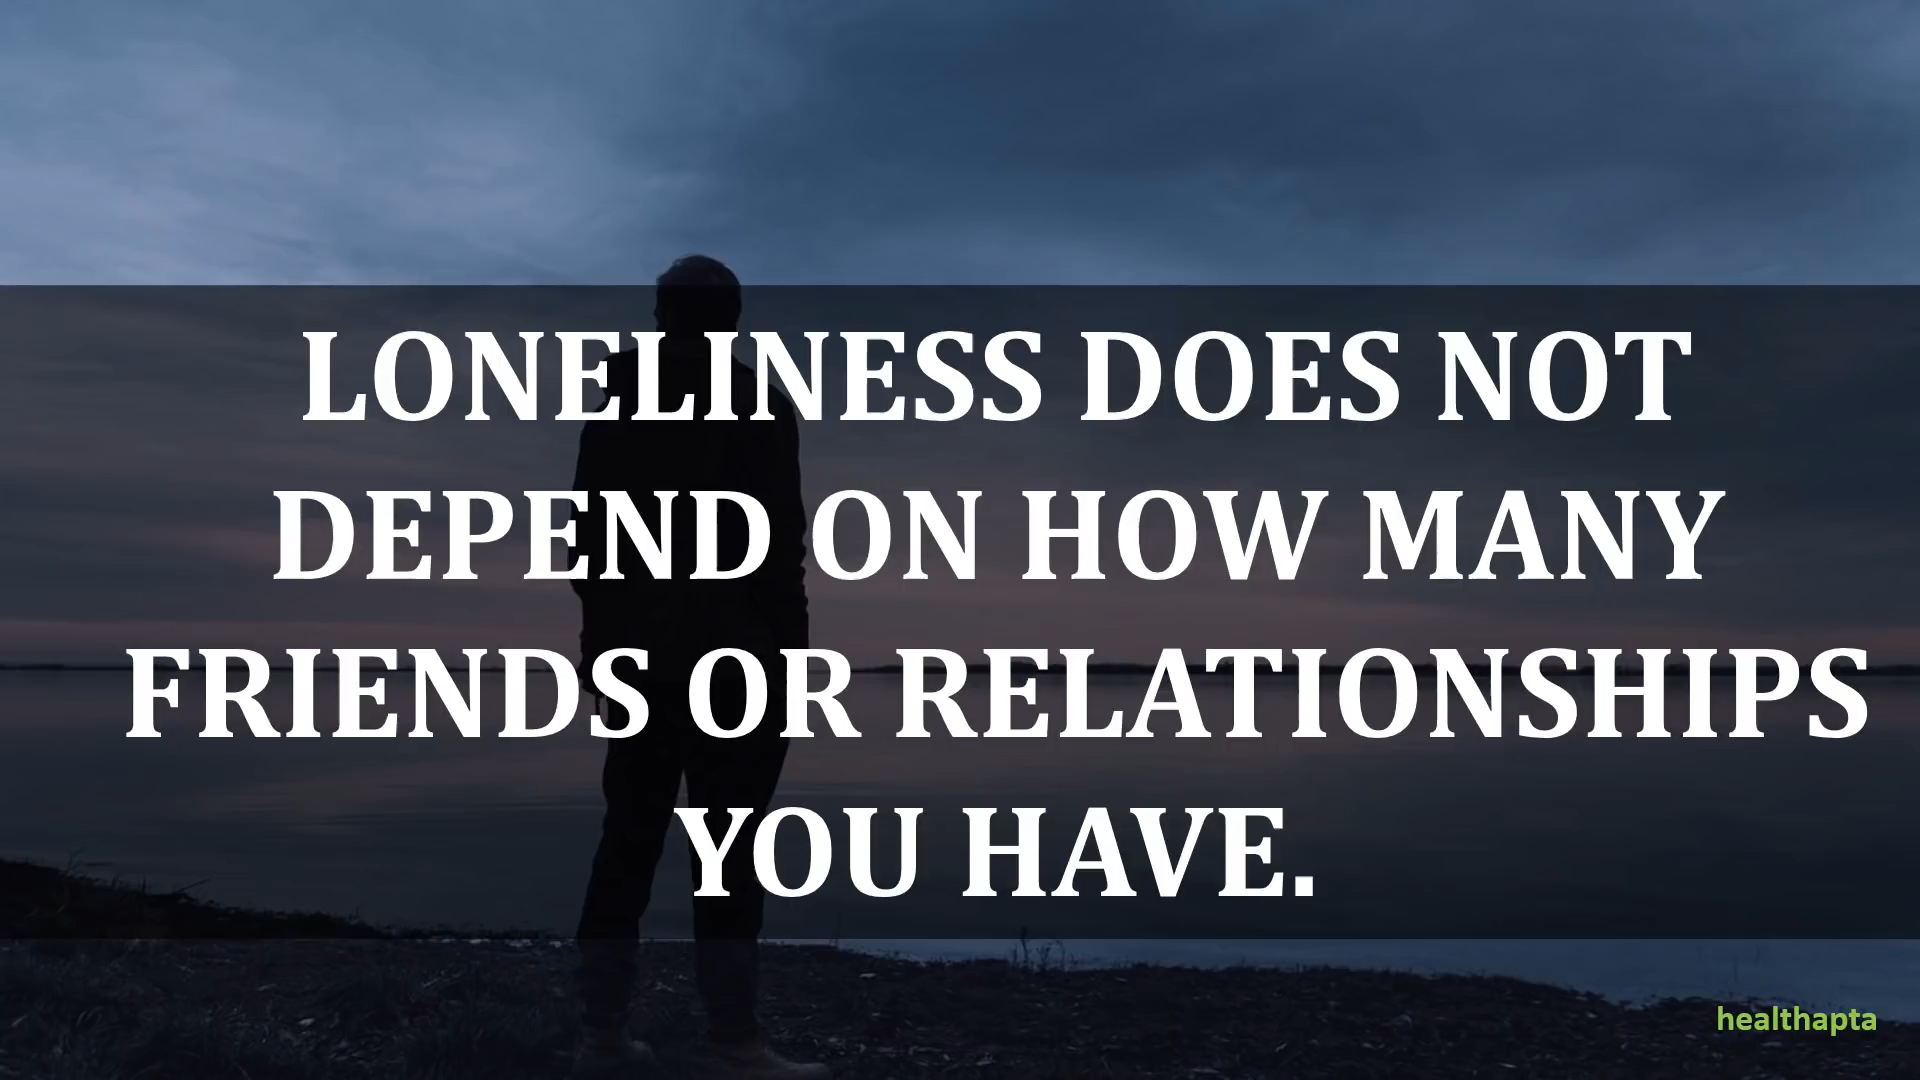 LONELINESS DOES NOT
DEPEND ON HOW MANY
FRIENDS OR RELATIONSHIPS
YOU HAVE.
healthapta